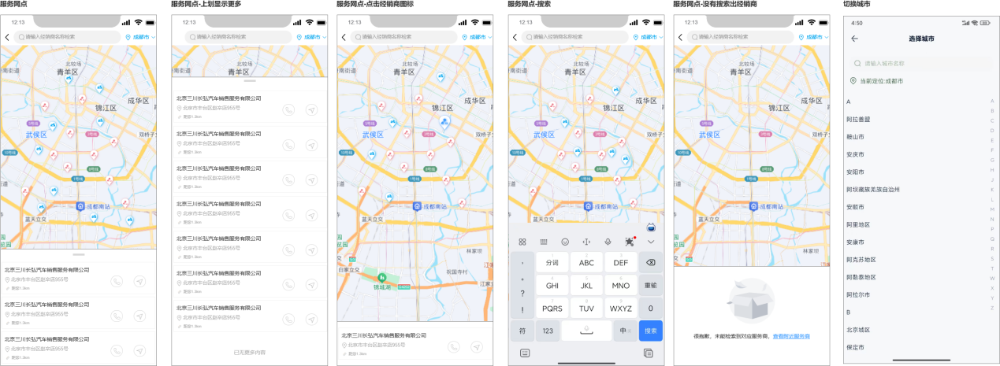 服务网点
12:13
请输入经销商名称检索
成都市
北较场
青羊区
南街道
成华区
锦江区
武侯区
双桥子
成都南站
蓝天立交
北京三川长弘汽车销售服务有限公司
北京市丰台区赵辛店955号
距您1.3km
北京三川长弘汽车销售服务有限公司
北京市丰台区赵辛店955号
距您1.3km
北京三川长弘汽车销售服务有限公司
北京市丰台区赵辛店955号
距您1.3km
服务网点-上划显示更多
12:13
请输入经销商名称检索
成都市
北较场
青羊区
南街道
北京三川长弘汽车销售服务有限公司
北京市丰台区赵辛店955号
距您1.3km
北京三川长弘汽车销售服务有限公司
北京市丰台区赵辛店955号
距您1.3km
北京三川长弘汽车销售服务有限公司
北京市丰台区赵辛店955号
距您1.3km
北京三川长弘汽车销售服务有限公司
北京市丰台区赵辛店955号
距您1.3km
北京三川长弘汽车销售服务有限公司
北京市丰台区赵辛店955号
距您1.3km
北京三川长弘汽车销售服务有限公司
北京市丰台区赵辛店955号
距您1.3km
北京三川长弘汽车销售服务有限公司
北京市丰台区赵辛店955号
距您1.3km
已无更多内容
服务网点-点击经销商图标
12:13
请输入经销商名称检索
成都市
北较场
青羊区
南街道
成华区
锦江区
武侯区
双桥子
成都南站
蓝天立交
林家坝
白家立交
祝国寺村
锦城湖
江家
北京三川长弘汽车销售服务有限公司
北京市丰台区赵辛店955号
距您1.3km
服务网点-搜索
12:13
请输入经销商名称检索
成都市
北较场
青羊区
南街道
成华区
锦江区
武侯区
双桥子
成都南站
蓝天立交
分词
ABC
DEF
GHI
JKL
MNO
重输
PQRS
TUV
WXYZ
0
符
123
中
搜索
服务网点-没有搜索出经销商
12:13
请输入经销商名称检索
成都市
北较场
青羊区
南街道
成华区
锦江区
武侯区
双桥子
成都南站
蓝天立交
林家坝
很抱歉，未能检索到对应服务商，查看附近服务商
切换城市
4:50
选择城市
请输入城市名称
当前定位:成都市
A
阿拉善盟
鞍山市
安庆市
安阳市
阿坝藏族羌族自治州
安顺市
阿里地区
安康市
阿克苏地区
阿勒泰地区
阿拉尔市
B
北京城区
保定市
A
B
C
D
E
F
G
H
J
K
L
M
N
P
Q
R
S
T
W
X
Y
Z